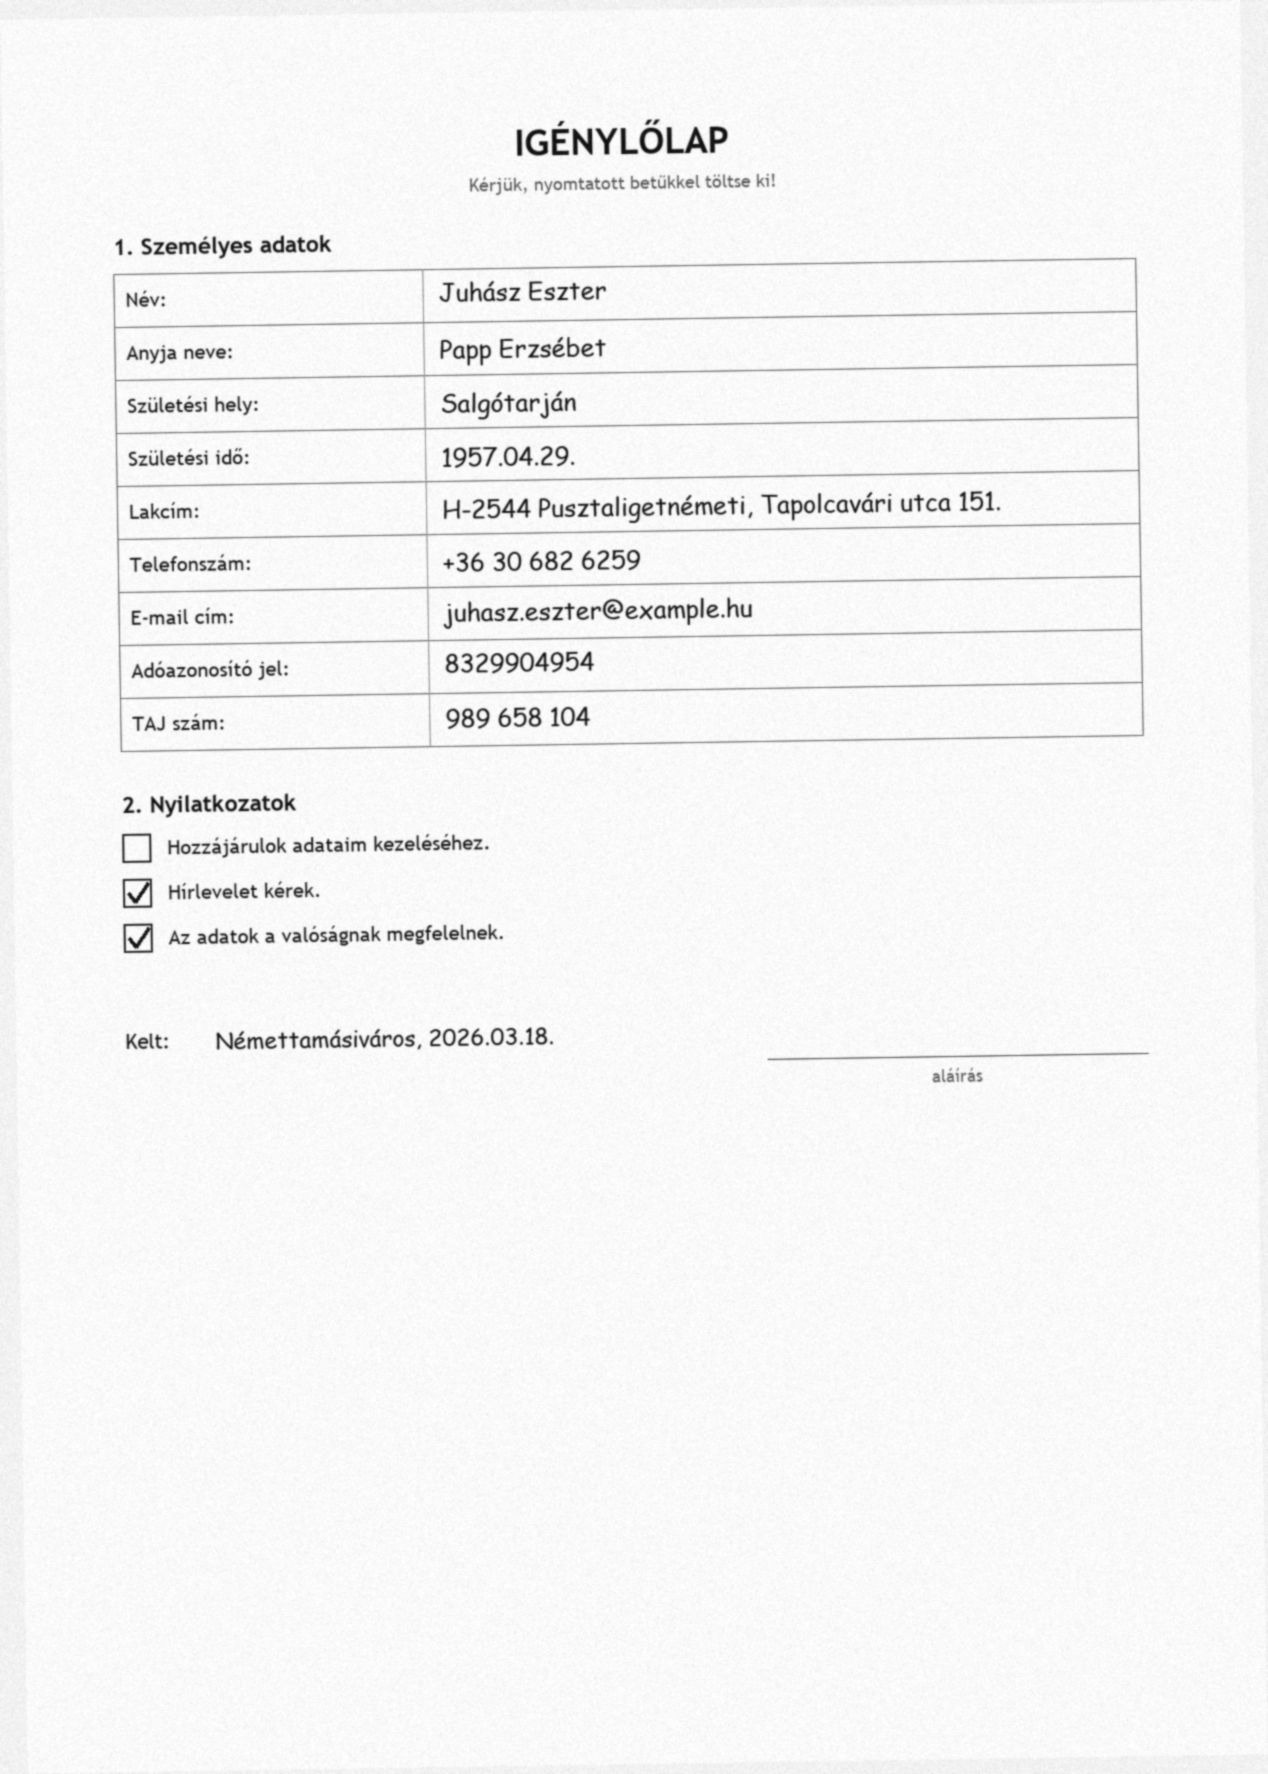 IGÉNYLŐLAP
Kérjük, nyomtatott betűkkel töltse ki!
1. Személyes adatok
Név: Juhász Eszter
Anyja neve: Papp Erzsébet
Születési hely: Salgótarján
Születési idő: 1957.04.29.
Lakcím: H-2544 Pusztaligetnémeti, Tapolcavári utca 151.
Telefonszám: +36 30 682 6259
E-mail cím: juhasz.eszter@example.hu
Adóazonosító jel: 8329904954
TAJ szám: 989 658 104
2. Nyilatkozatok
Hozzájárulok adataim kezeléséhez.
Hírlevelet kérek.
Az adatok a valóságnak megfelelnek.
Kelt: Némettamásiváros, 2026.03.18.
aláírás